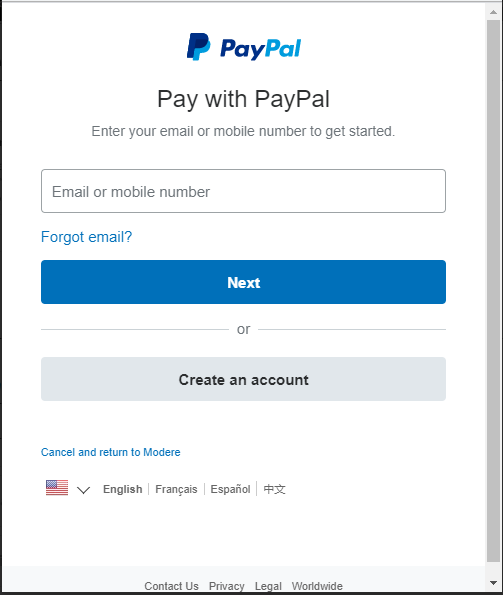 PayPal
Pay with PayPal
Enter your email or mobile number to get started.
Email or mobile number
Forgot email?
Next
or
Create an account
Cancel and return to Modere
English Français Español 中文
Contact Us Privacy Legal Worldwide